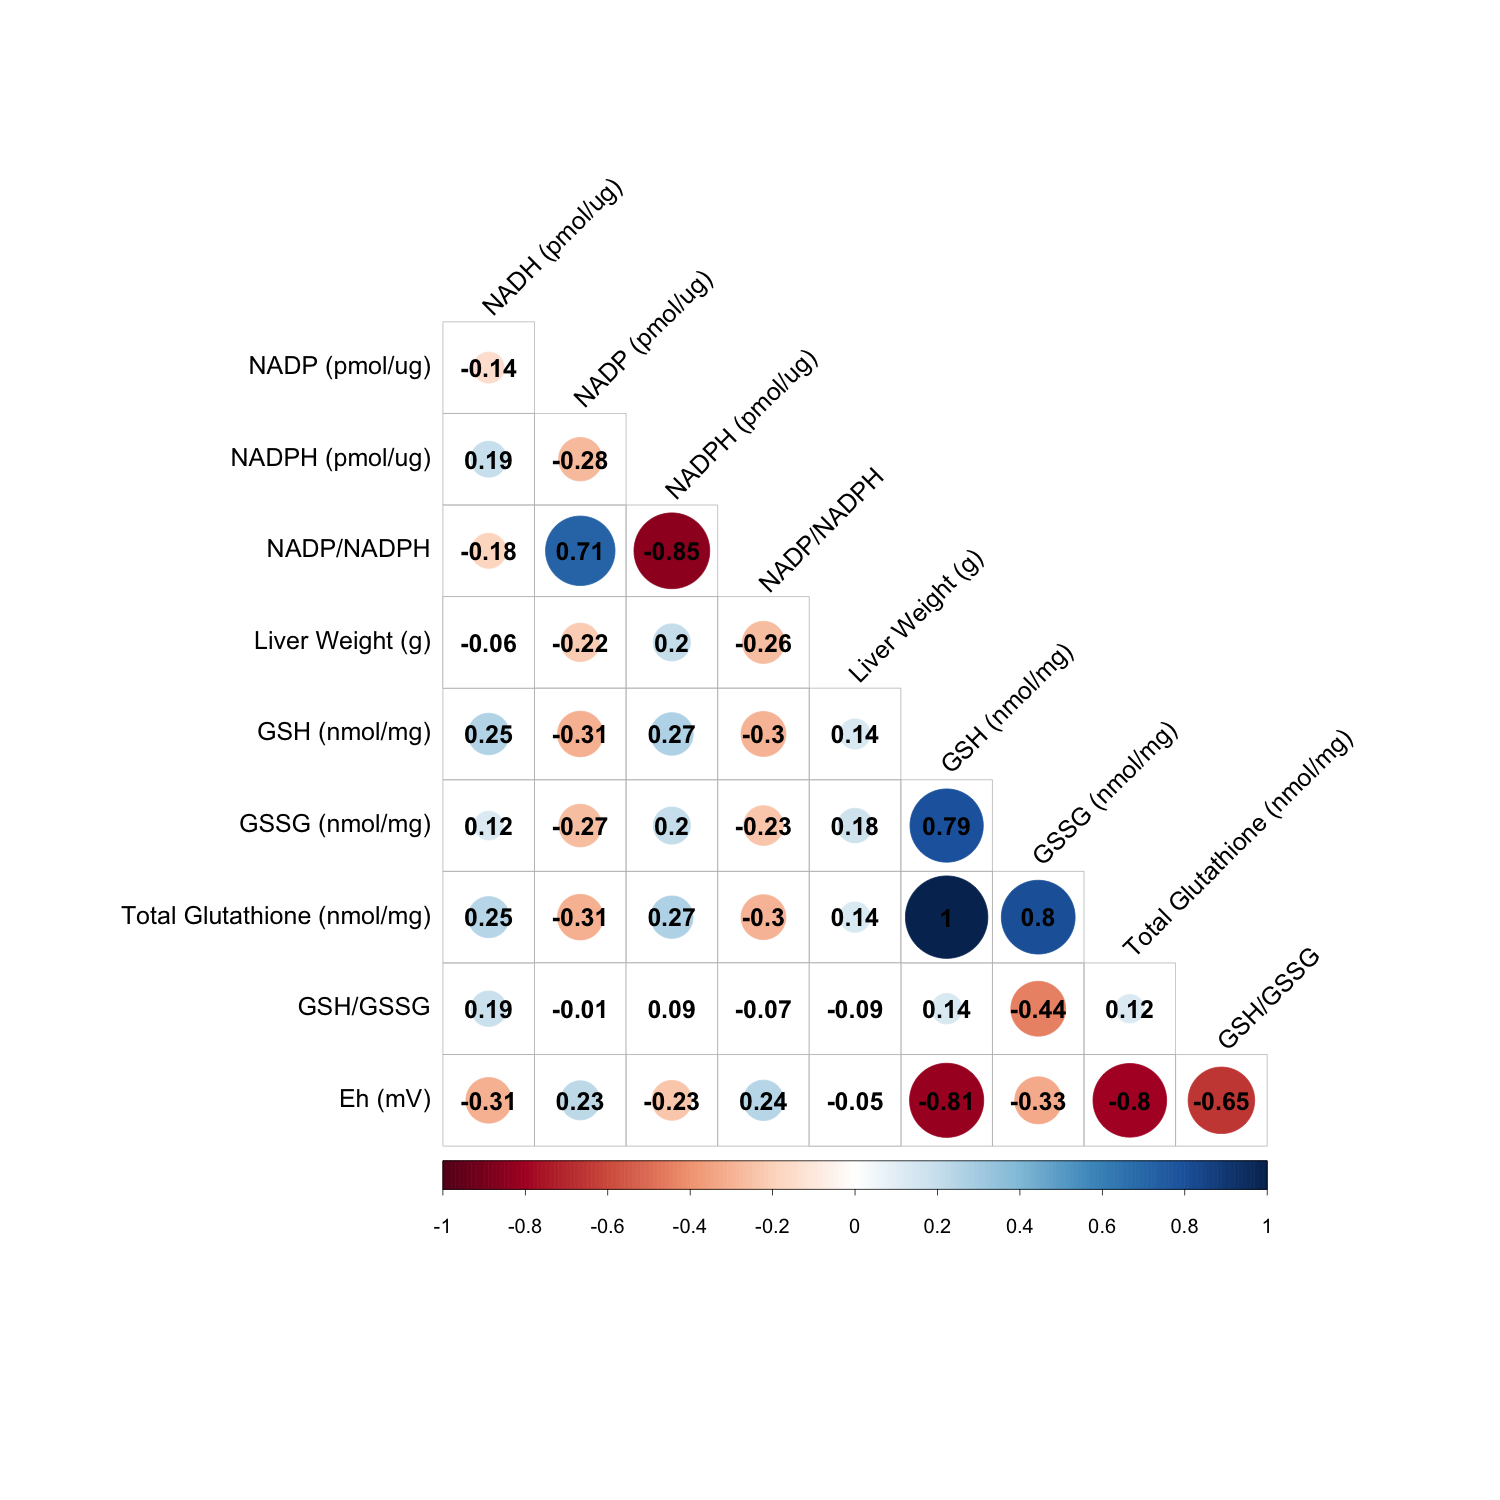 NADH (pmol/ug)
NADP (pmol/ug)
NADPH (pmol/ug)
NADP/NADPH
Liver Weight (g)
GSH (nmol/mg)
GSSG (nmol/mg)
Total Glutathione (nmol/mg)
GSH/GSSG
NADP (pmol/ug) -0.14
NADPH (pmol/ug) 0.19 -0.28
NADP/NADPH -0.18 0.71 -0.85
Liver Weight (g) -0.06 -0.22 0.2 -0.26
GSH (nmol/mg) 0.25 -0.31 0.27 -0.3 0.14
GSSG (nmol/mg) 0.12 -0.27 0.2 -0.23 0.18 0.79
Total Glutathione (nmol/mg) 0.25 -0.31 0.27 -0.3 0.14 1 0.8
GSH/GSSG 0.19 -0.01 0.09 -0.07 -0.09 0.14 -0.44 0.12
Eh (mV) -0.31 0.23 -0.23 0.24 -0.05 -0.81 -0.33 -0.8 -0.65
-1 -0.8 -0.6 -0.4 -0.2 0 0.2 0.4 0.6 0.8 1